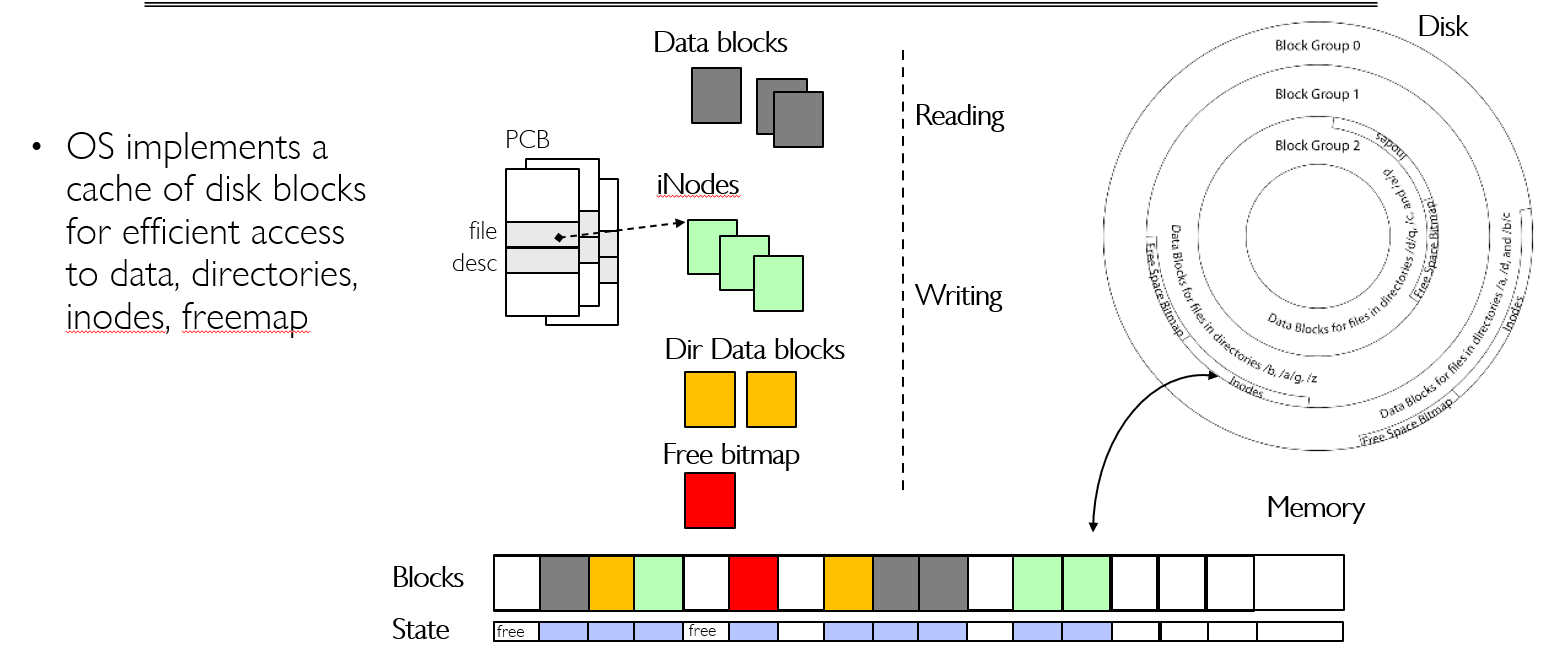 Disk
Data blocks
Block Group 0
Block Group 1
Reading
PCB
• OS implements a
cache of disk blocks
for efficient access
to data, directories,
inodes, freemap
Block Group 2
Inodes
Free Space Bitmap
Data Blocks for files in directories /d/q, /c, and /a/p
iNodes
file
desc
Writing
Data Blocks for files in directories /b, /a/g, /z
Free Space Bitmap
Inodes
Data Blocks for files in directories /a, /d, and /b/c
Free Space Bitmap
Inodes
Dir Data blocks
Free bitmap
Memory
Blocks
State
free
free